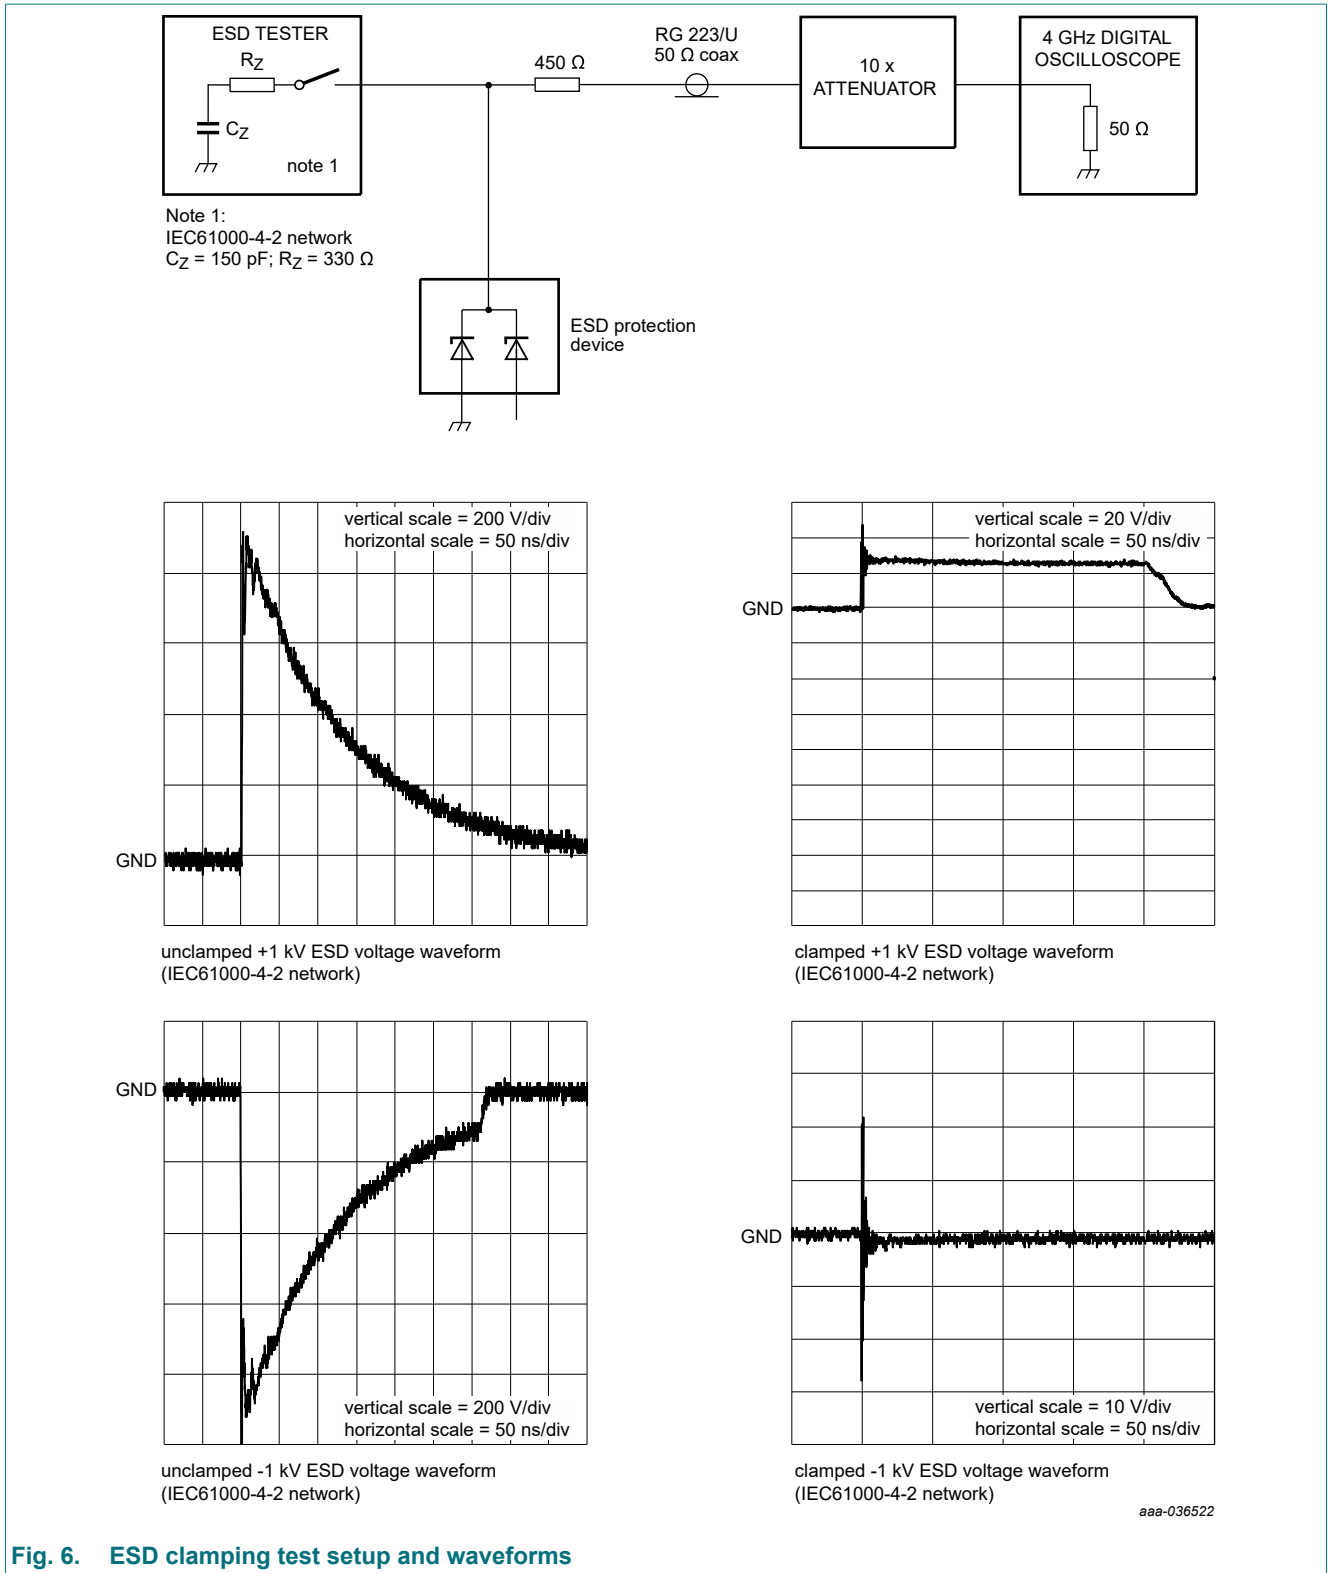 ESD TESTER
RZ
CZ
note 1
Note 1:
IEC61000-4-2 network
CZ = 150 pF; RZ = 330 Ω
450 Ω
RG 223/U
50 Ω coax
10 x
ATTENUATOR
4 GHz DIGITAL
OSCILLOSCOPE
50 Ω
ESD protection
device
vertical scale = 200 V/div
horizontal scale = 50 ns/div
GND
unclamped +1 kV ESD voltage waveform
(IEC61000-4-2 network)
vertical scale = 20 V/div
horizontal scale = 50 ns/div
GND
clamped +1 kV ESD voltage waveform
(IEC61000-4-2 network)
GND
vertical scale = 200 V/div
horizontal scale = 50 ns/div
unclamped -1 kV ESD voltage waveform
(IEC61000-4-2 network)
GND
vertical scale = 10 V/div
horizontal scale = 50 ns/div
clamped -1 kV ESD voltage waveform
(IEC61000-4-2 network)
aaa-036522
Fig. 6. ESD clamping test setup and waveforms